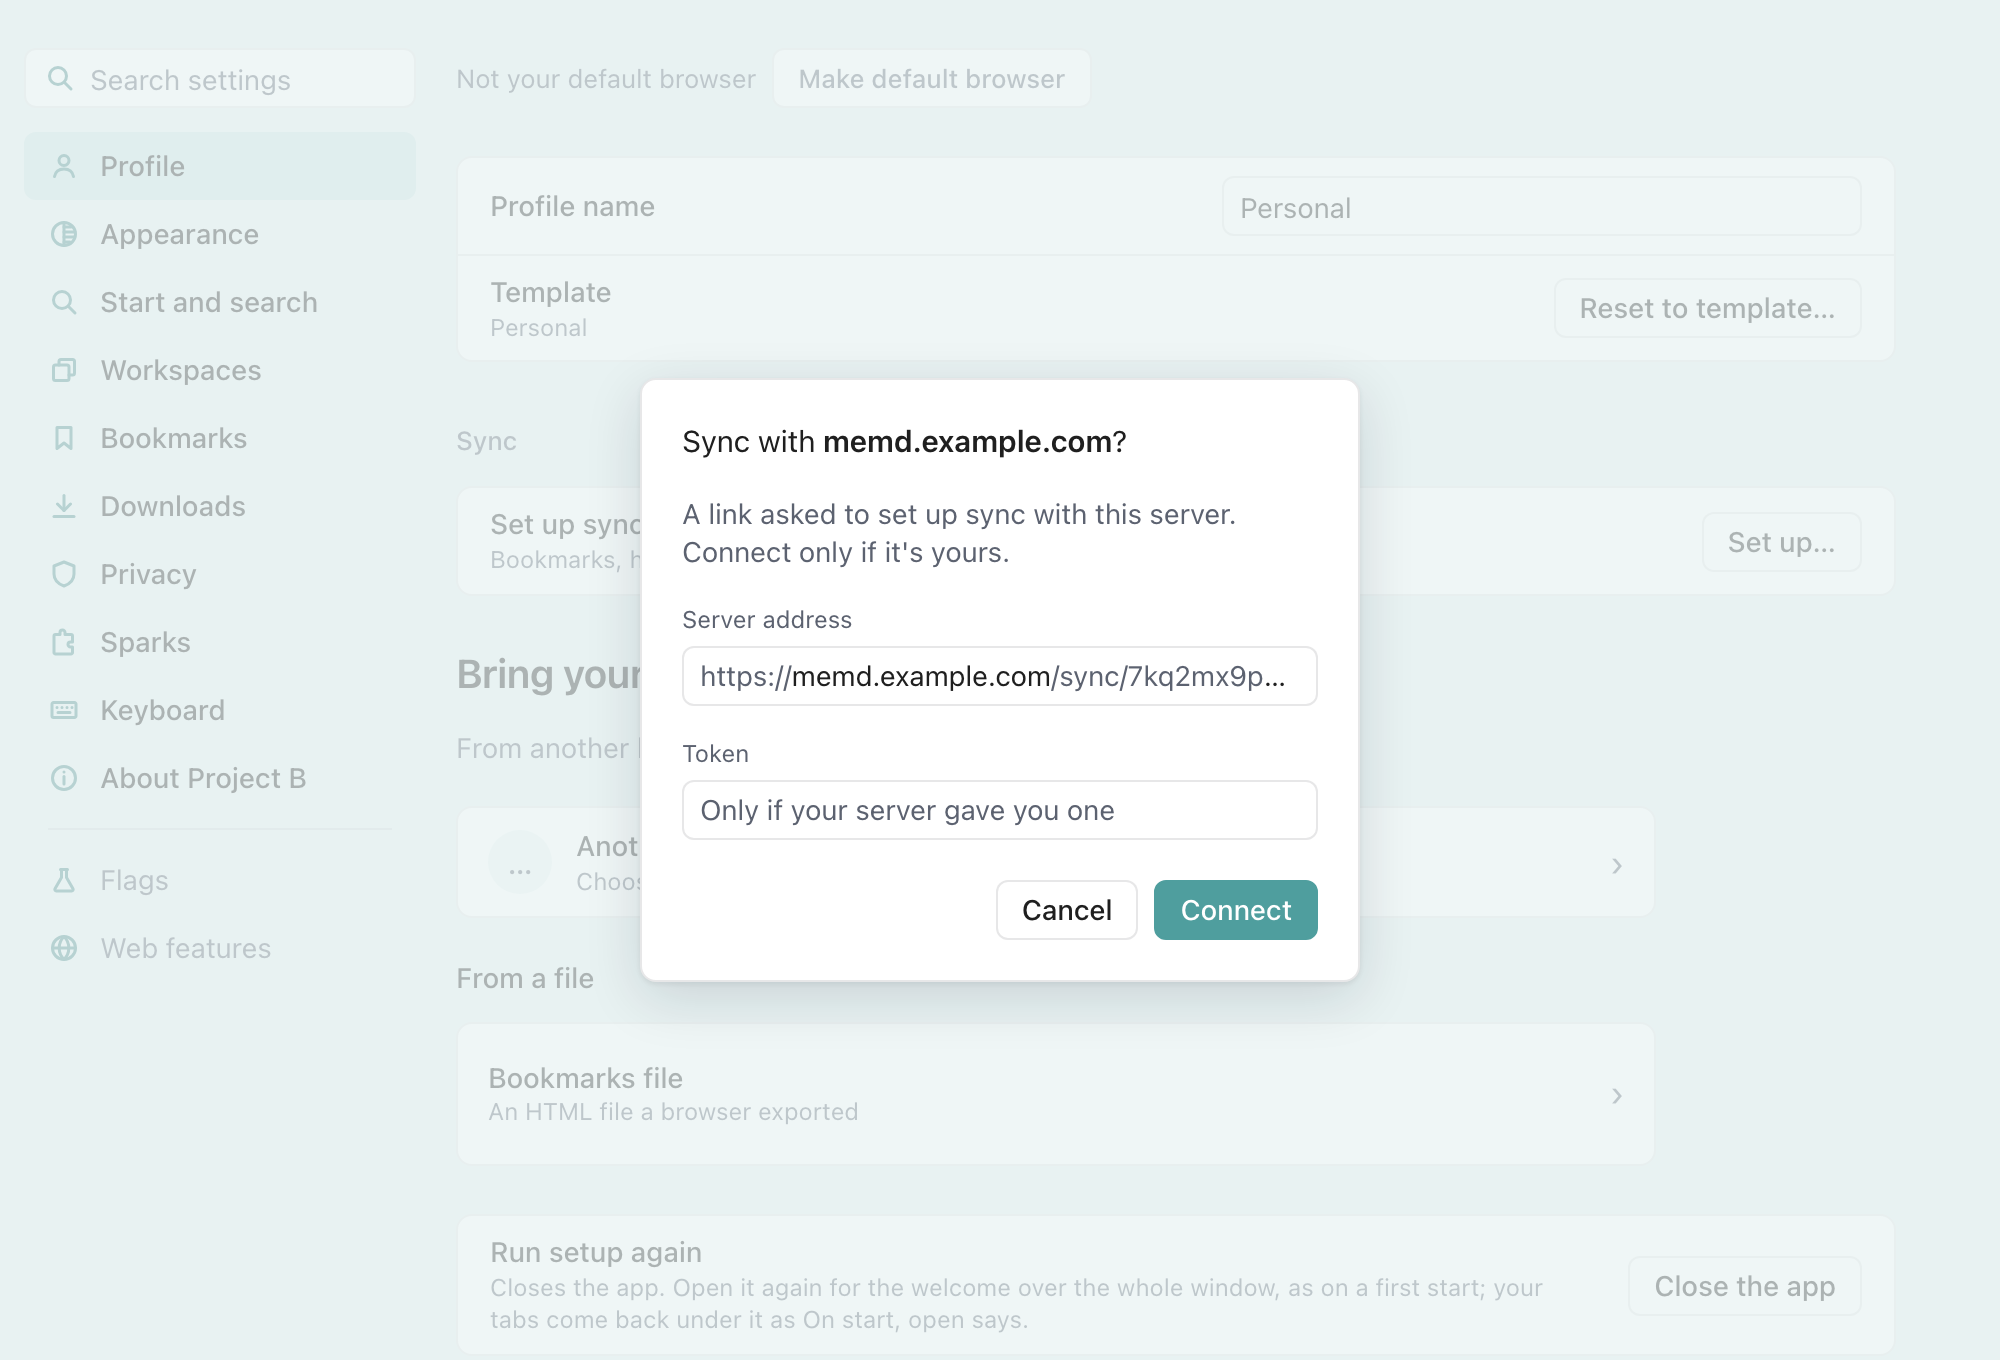 Search settings
Not your default browser
Make default browser
Profile
Appearance
Start and search
Workspaces
Bookmarks
Downloads
Privacy
Sparks
Keyboard
About Project B
Flags
Web features
Profile name
Personal
Template
Personal
Reset to template...
Sync
Set up sync
Bookmarks,
Set up...
Bring your
From another
...
Choos
From a file
Bookmarks file
An HTML file a browser exported
Run setup again
Closes the app. Open it again for the welcome over the whole window, as on a first start; your
tabs come back under it as On start, open says.
Close the app
Sync with memd.example.com?
A link asked to set up sync with this server.
Connect only if it's yours.
Server address
https://memd.example.com/sync/7kq2mx9p...
Token
Only if your server gave you one
Cancel
Connect